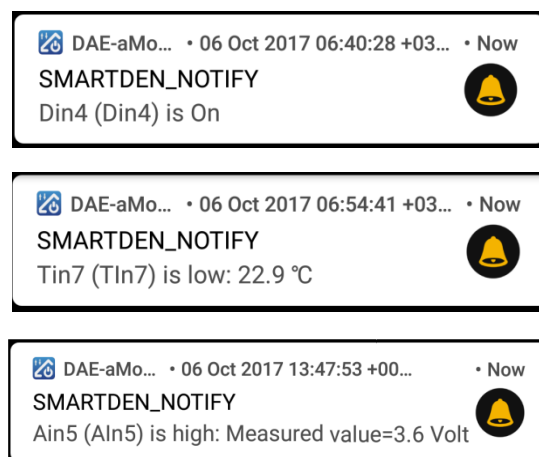 DAE-aMo... • 06 Oct 2017 06:40:28 +03... • Now
SMARTDEN_NOTIFY
Din4 (Din4) is On
DAE-aMo... • 06 Oct 2017 06:54:41 +03... • Now
SMARTDEN_NOTIFY
Tin7 (TIn7) is low: 22.9 ℃
DAE-aMo... • 06 Oct 2017 13:47:53 +00... • Now
SMARTDEN_NOTIFY
Ain5 (AIn5) is high: Measured value=3.6 Volt